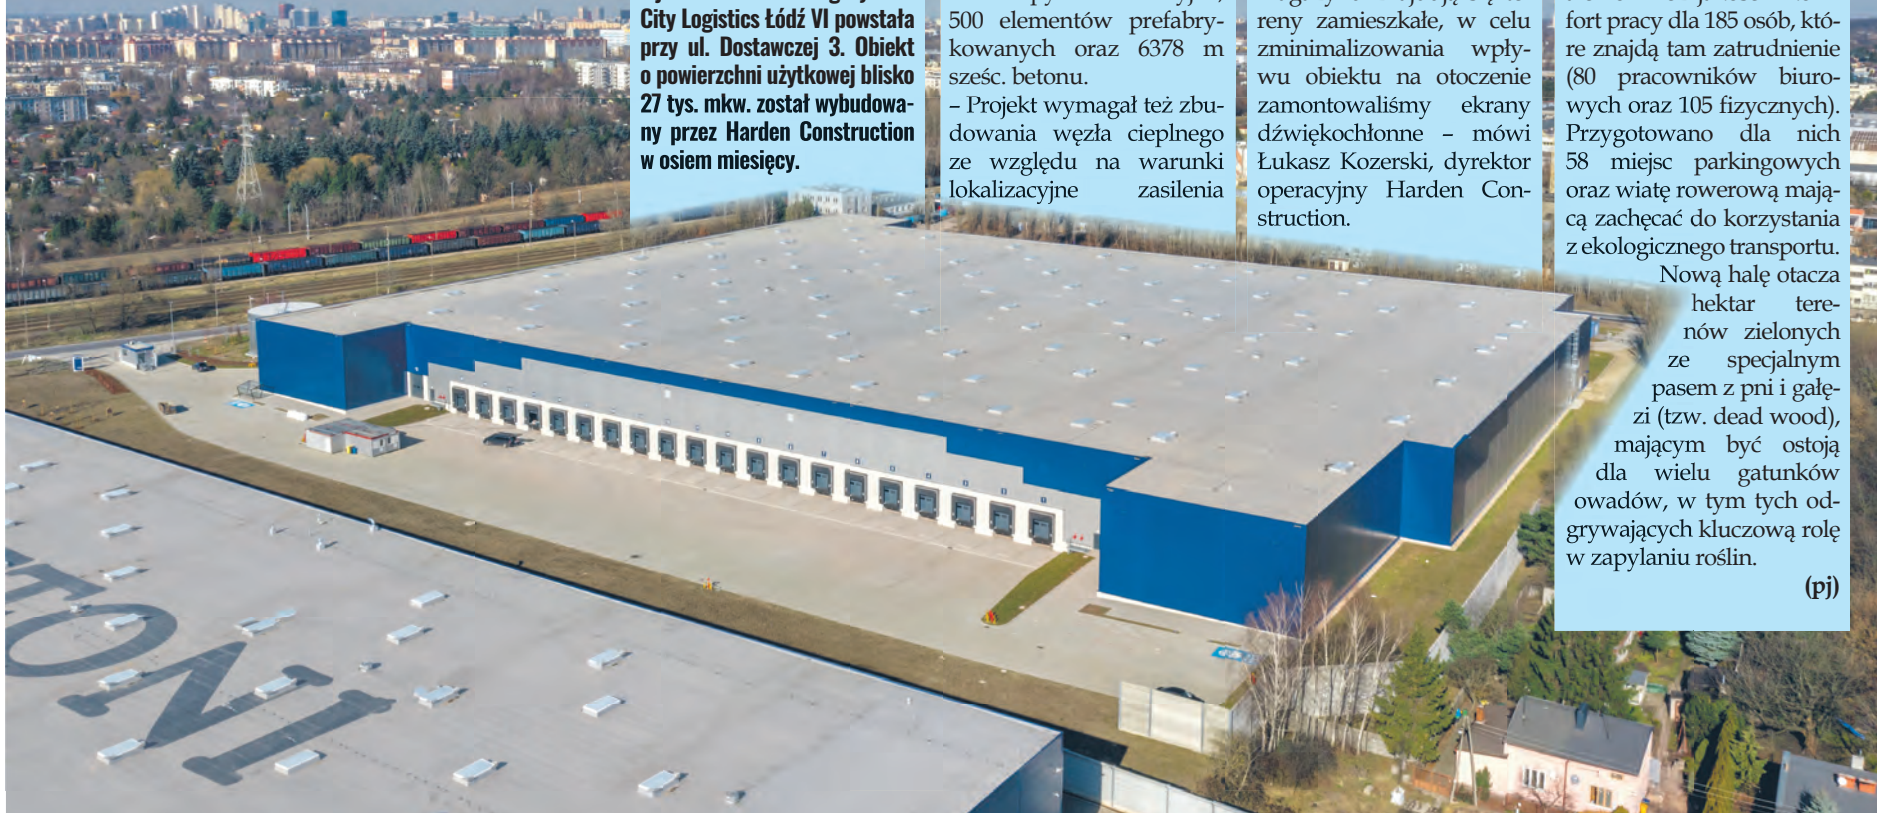 City Logistics Łódź VI powstała
przy ul. Dostawczej 3. Obiekt
o powierzchni użytkowej blisko
27 tys. mkw. został wybudowa-
ny przez Harden Construction
w osiem miesięcy.
500 elementów prefabry-
kowanych oraz 6378 m
sześc. betonu.
– Projekt wymagał też zbu-
dowania węzła cieplnego
ze względu na warunki
lokalizacyjne zasilenia
reny zamieszkałe, w celu
zminimalizowania wpły-
wu obiektu na otoczenie
zamontowaliśmy ekrany
dźwiękochłonne – mówi
Łukasz Kozerski, dyrektor
operacyjny Harden Con-
struction.
fort pracy dla 185 osób, któ-
re znajdą tam zatrudnienie
(80 pracowników biuro-
wych oraz 105 fizycznych).
Przygotowano dla nich
58 miejsc parkingowych
oraz wiatę rowerową mają-
cą zachęcać do korzystania
z ekologicznego transportu.
Nową halę otacza
hektar tere-
nów zielonych
ze specjalnym
pasem z pni i gałę-
zi (tzw. dead wood),
mającym być ostoją
dla wielu gatunków
owadów, w tym tych od-
grywających kluczową rolę
w zapylaniu roślin.
(pj)